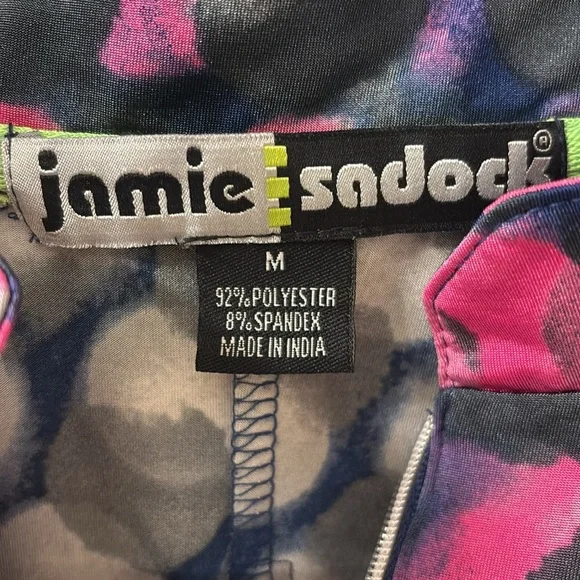 jamie sadock®
M
92%POLYESTER
8%SPANDEX
MADE IN INDIA